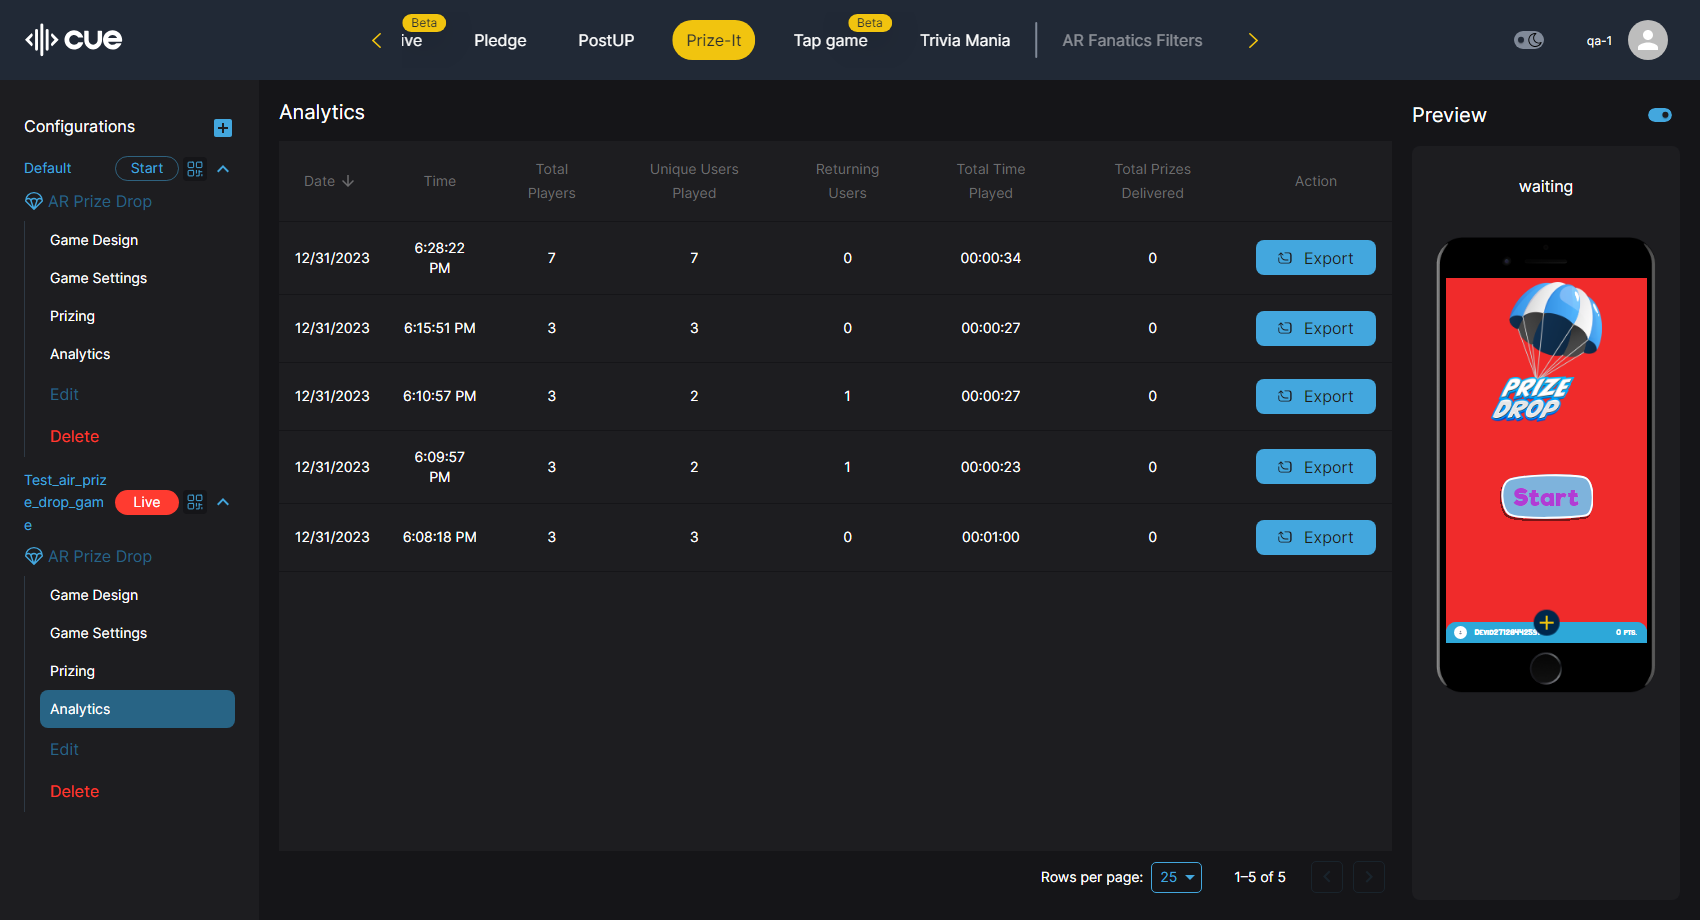 cue
Beta
ive
Pledge
PostUP
Prize-It
Beta
Tap game
Trivia Mania
AR Fanatics Filters
qa-1
Configurations
Default
Start
AR Prize Drop
Game Design
Game Settings
Prizing
Analytics
Edit
Delete
Test_air_priz
e_drop_gam
e
Live
AR Prize Drop
Game Design
Game Settings
Prizing
Analytics
Edit
Delete
Analytics
Date Time Total Players Unique Users Played Returning Users Total Time Played Total Prizes Delivered Action
12/31/2023 6:28:22 PM 7 7 0 00:00:34 0 Export
12/31/2023 6:15:51 PM 3 3 0 00:00:27 0 Export
12/31/2023 6:10:57 PM 3 2 1 00:00:27 0 Export
12/31/2023 6:09:57 PM 3 2 1 00:00:23 0 Export
12/31/2023 6:08:18 PM 3 3 0 00:01:00 0 Export
Rows per page: 25 1–5 of 5
Preview
waiting
PRIZE
DROP
Start
0 PTS.